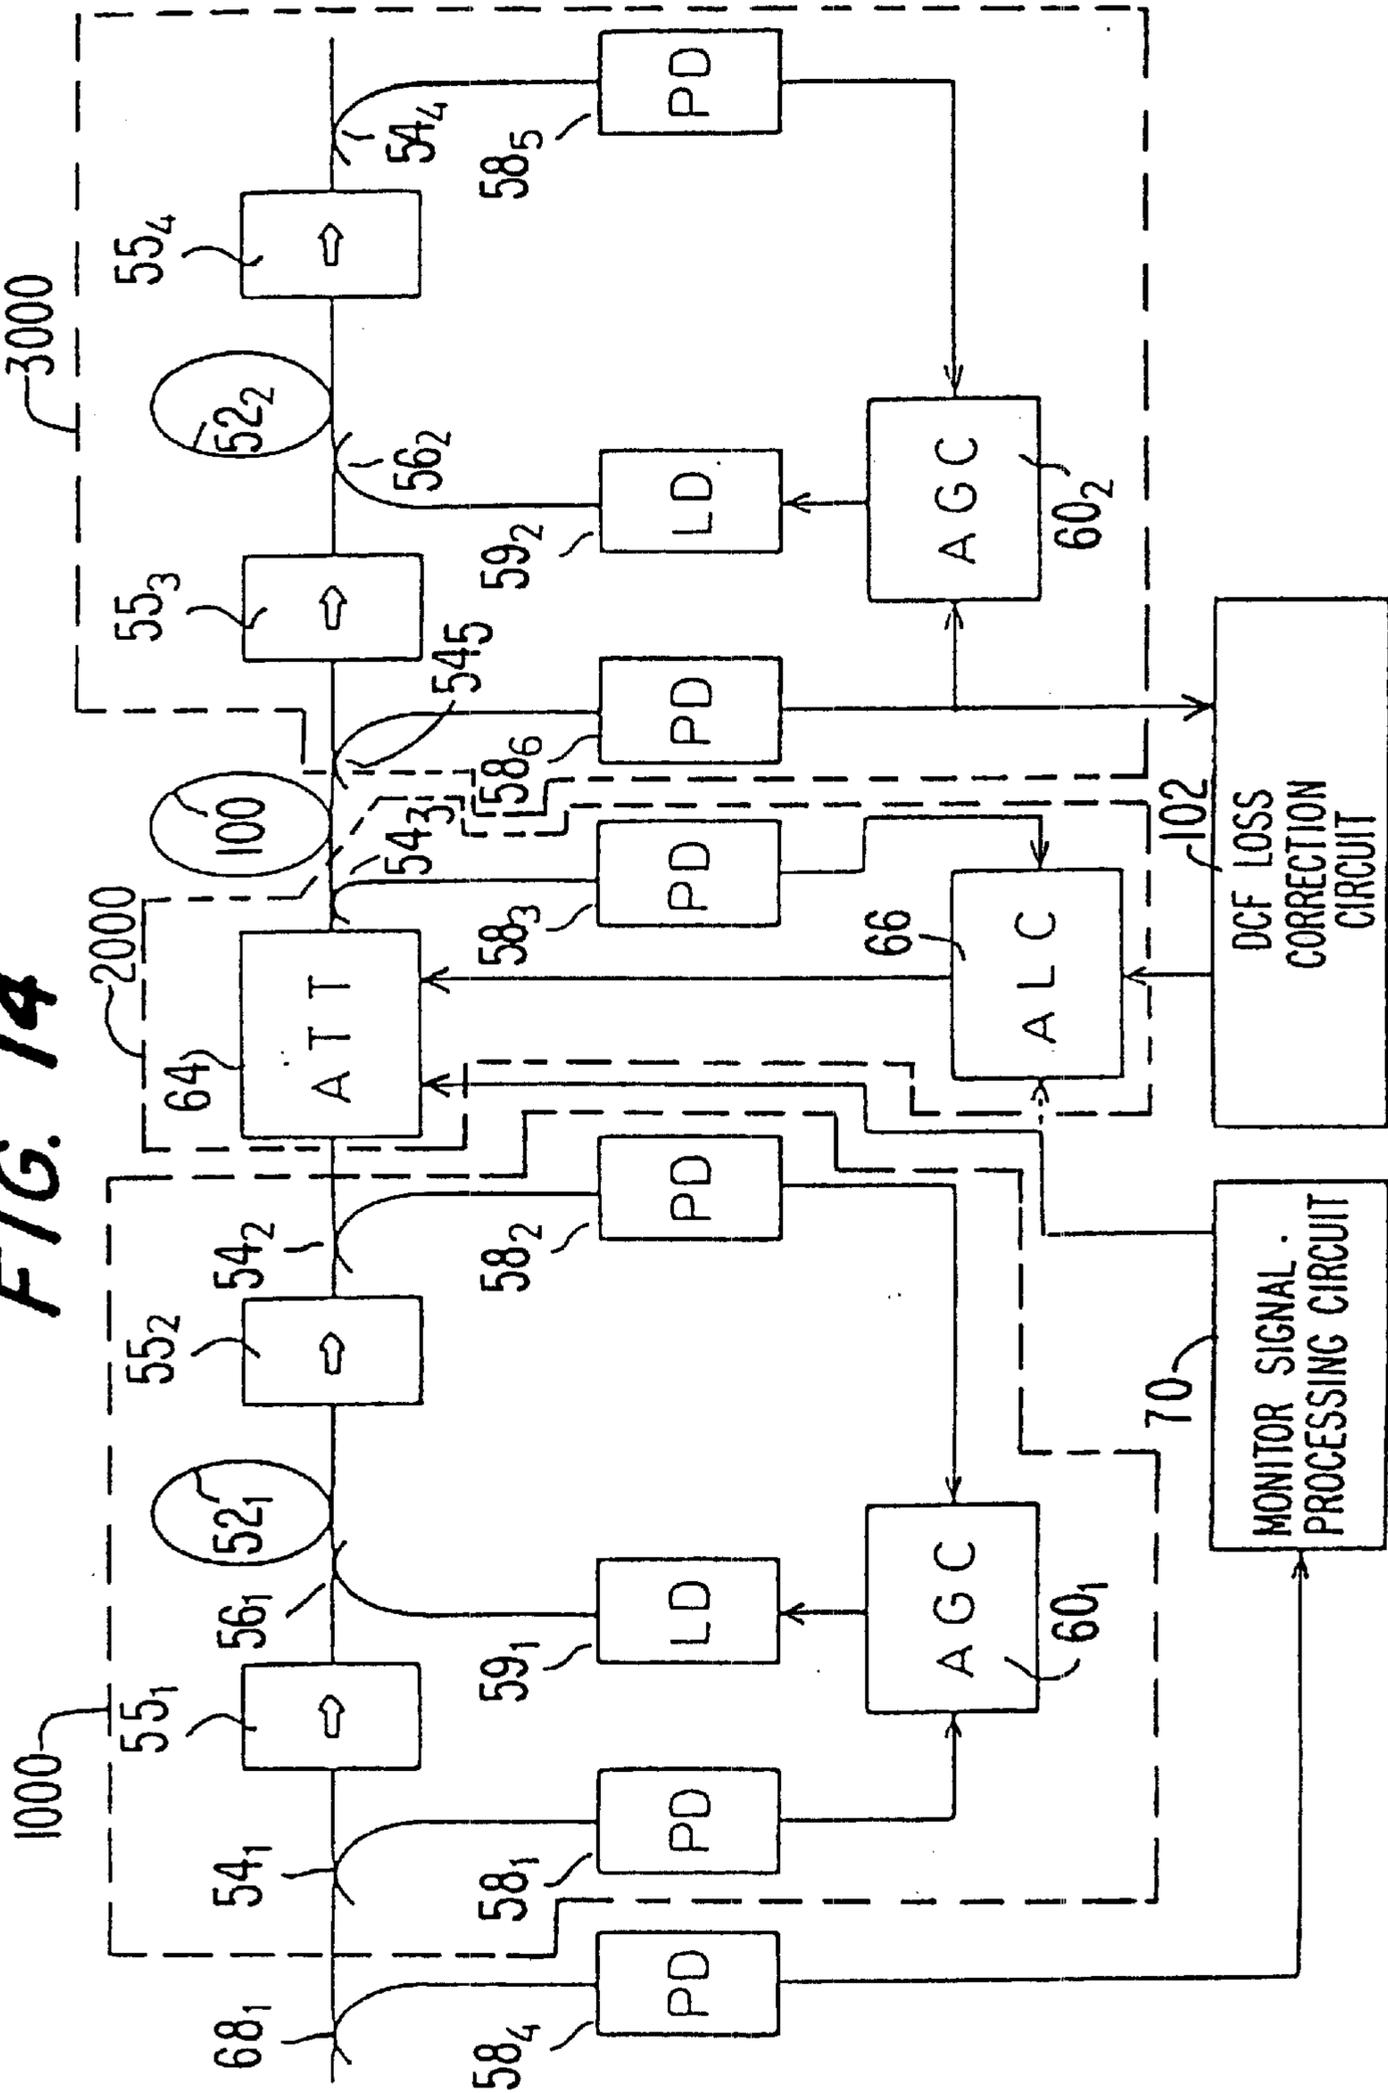 FIG. 14
1000
2000
3000
68₁
54₁
55₁
56₁
52₁
55₂
54₂
64
ATT
54₃
100
54₅
55₃
56₂
52₂
55₄
54₄
58₄
PD
58₁
PD
59₁
LD
58₂
PD
58₃
PD
58₆
PD
59₂
LD
58₅
PD
AGC
60₁
66
ALC
AGC
60₂
70
MONITOR SIGNAL
PROCESSING CIRCUIT
102
DCF LOSS
CORRECTION
CIRCUIT